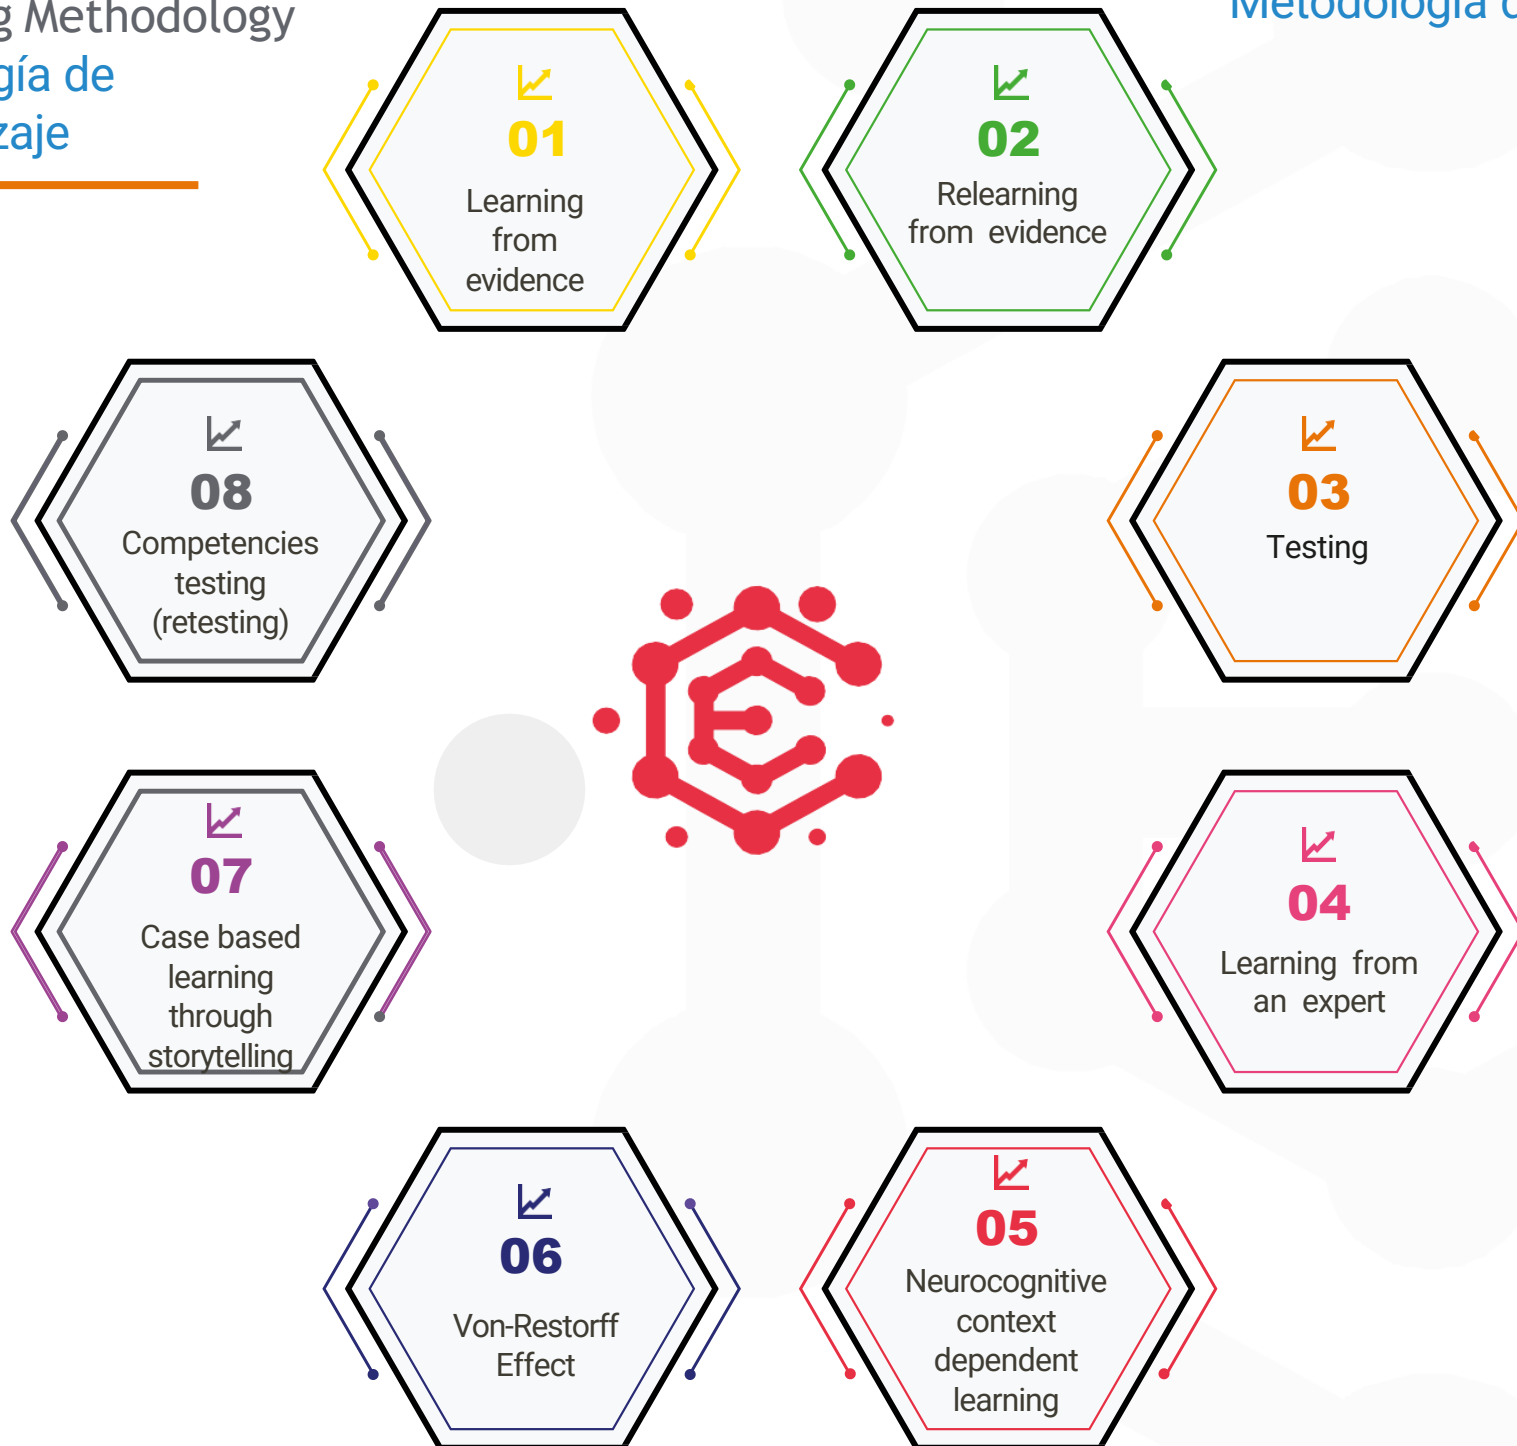 g Methodology
gía de
zaje
Metodología d
01
Learning
from
evidence
02
Relearning
from evidence
03
Testing
04
Learning from
an expert
05
Neurocognitive
context
dependent
learning
06
Von-Restorff
Effect
07
Case based
learning
through
storytelling
08
Competencies
testing
(retesting)